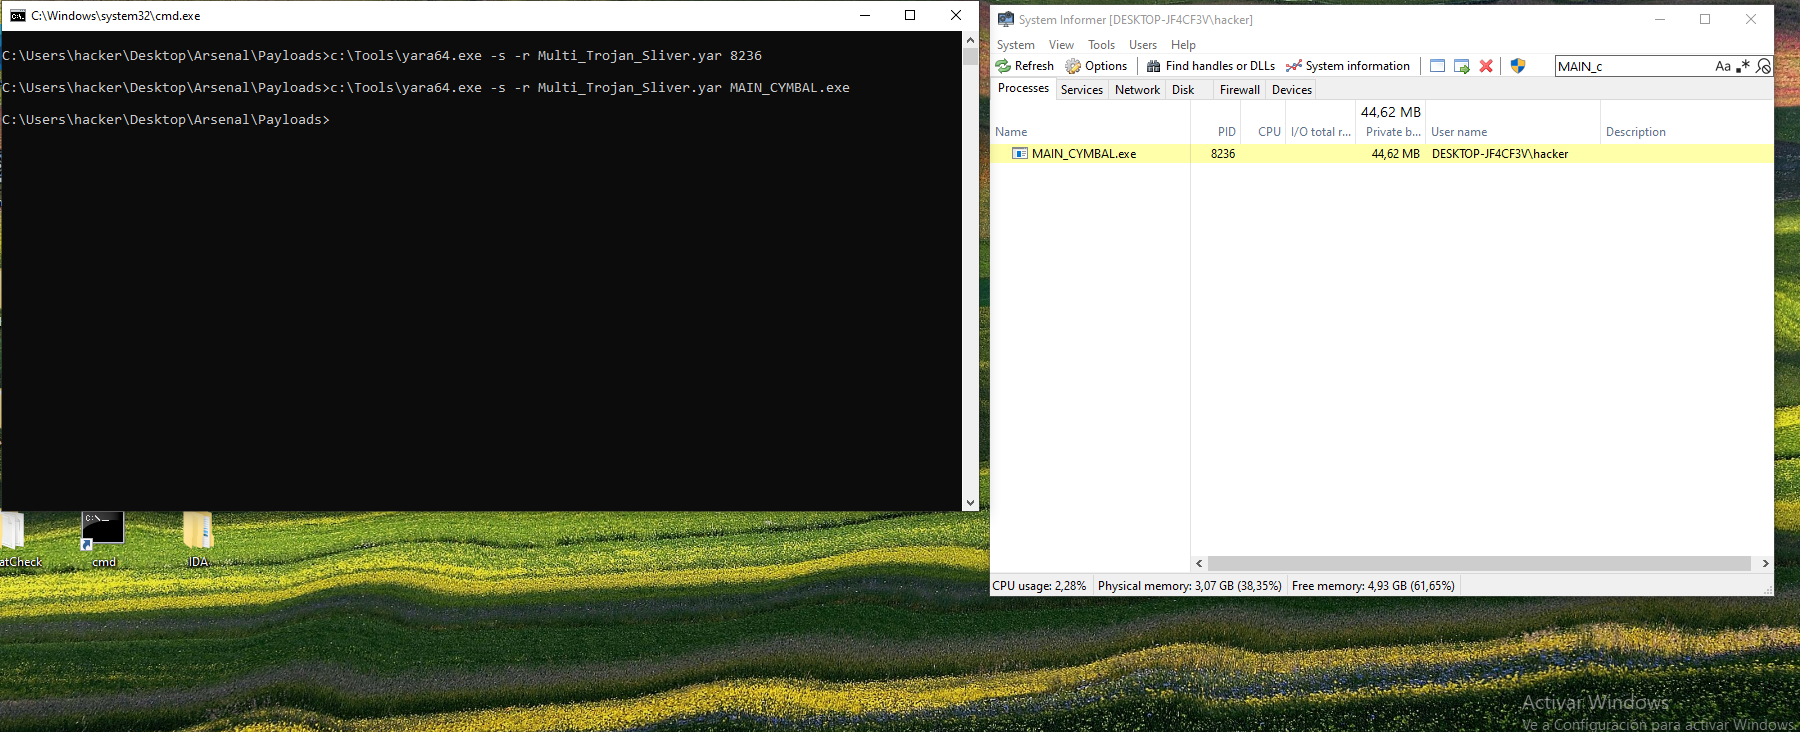 C:\Windows\system32\cmd.exe
C:\Users\hacker\Desktop\Arsenal\Payloads>c:\Tools\yara64.exe -s -r Multi_Trojan_Sliver.yar 8236
C:\Users\hacker\Desktop\Arsenal\Payloads>c:\Tools\yara64.exe -s -r Multi_Trojan_Sliver.yar MAIN_CYMBAL.exe
C:\Users\hacker\Desktop\Arsenal\Payloads>
atCheck
cmd
IDA
System Informer [DESKTOP-JF4CF3V\hacker]
System View Tools Users Help
Refresh Options Find handles or DLLs System information MAIN_c Aa
Processes Services Network Disk Firewall Devices
44,62 MB
Name PID CPU I/O total r... Private b... User name Description
MAIN_CYMBAL.exe 8236 44,62 MB DESKTOP-JF4CF3V\hacker
CPU usage: 2,28% Physical memory: 3,07 GB (38,35%) Free memory: 4,93 GB (61,65%)
Activar Windows
Ve a Configuración para activar Windows.